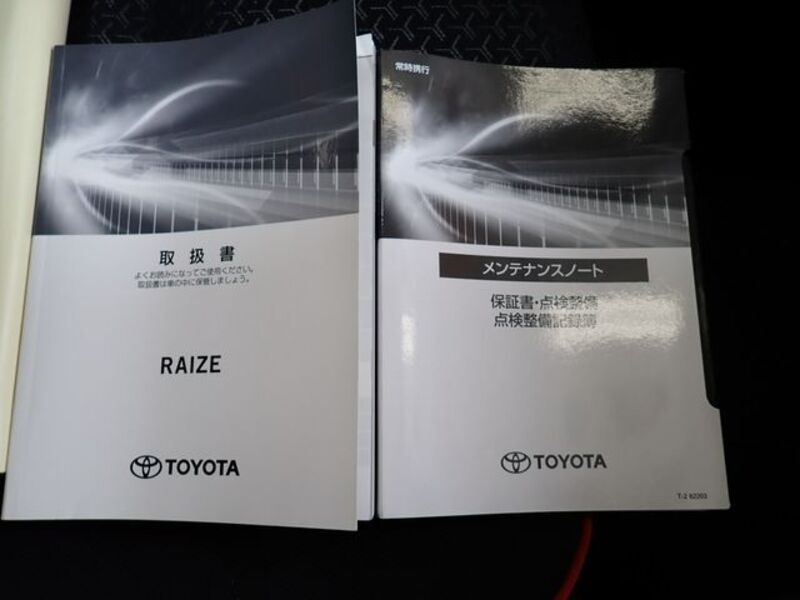 取扱書
よくお読みになってご使用ください。
取扱書は車の中に保管しましょう。
RAIZE
TOYOTA
常時携行
メンテナンスノート
保証書・点検整備
点検整備記録簿
TOYOTA
T-2 62203